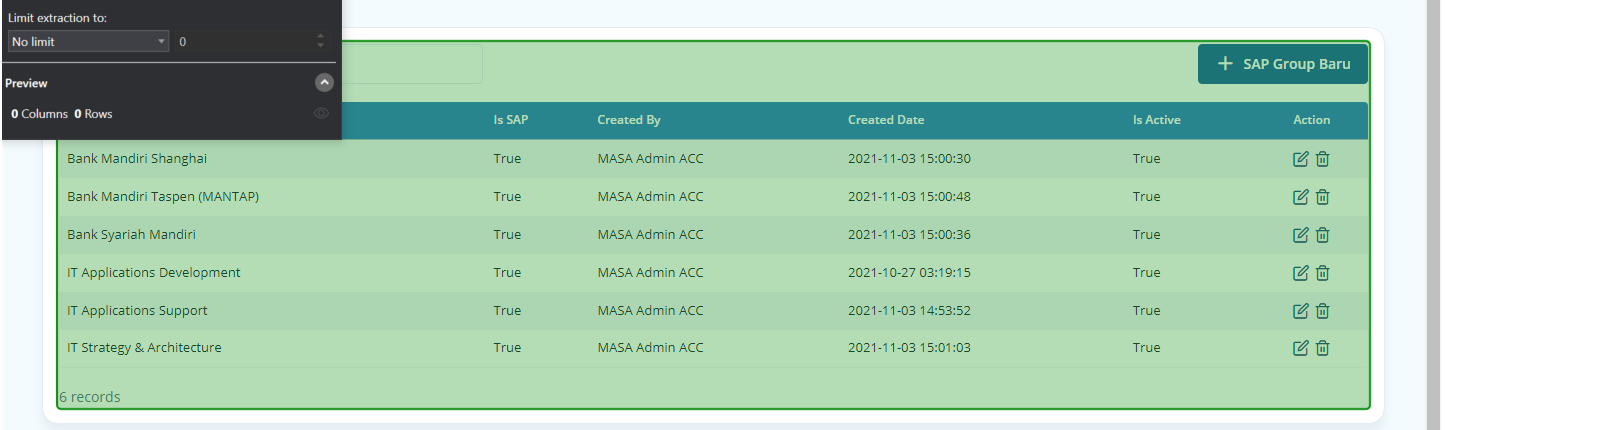 Limit extraction to:
No limit 0
Preview
0 Columns 0 Rows
+ SAP Group Baru
Is SAP Created By Created Date Is Active Action
Bank Mandiri Shanghai True MASA Admin ACC 2021-11-03 15:00:30 True
Bank Mandiri Taspen (MANTAP) True MASA Admin ACC 2021-11-03 15:00:48 True
Bank Syariah Mandiri True MASA Admin ACC 2021-11-03 15:00:36 True
IT Applications Development True MASA Admin ACC 2021-10-27 03:19:15 True
IT Applications Support True MASA Admin ACC 2021-11-03 14:53:52 True
IT Strategy & Architecture True MASA Admin ACC 2021-11-03 15:01:03 True
6 records